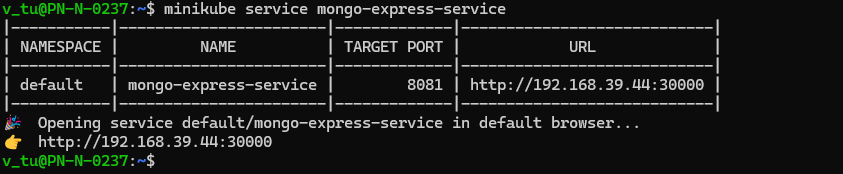 v_tu@PN-N-0237:~$ minikube service mongo-express-service
|-----------|-----------------------|-------------|---------------------------|
| NAMESPACE |         NAME          | TARGET PORT |            URL            |
|-----------|-----------------------|-------------|---------------------------|
| default   | mongo-express-service |        8081 | http://192.168.39.44:30000 |
|-----------|-----------------------|-------------|---------------------------|
🎉  Opening service default/mongo-express-service in default browser...
👉  http://192.168.39.44:30000
v_tu@PN-N-0237:~$